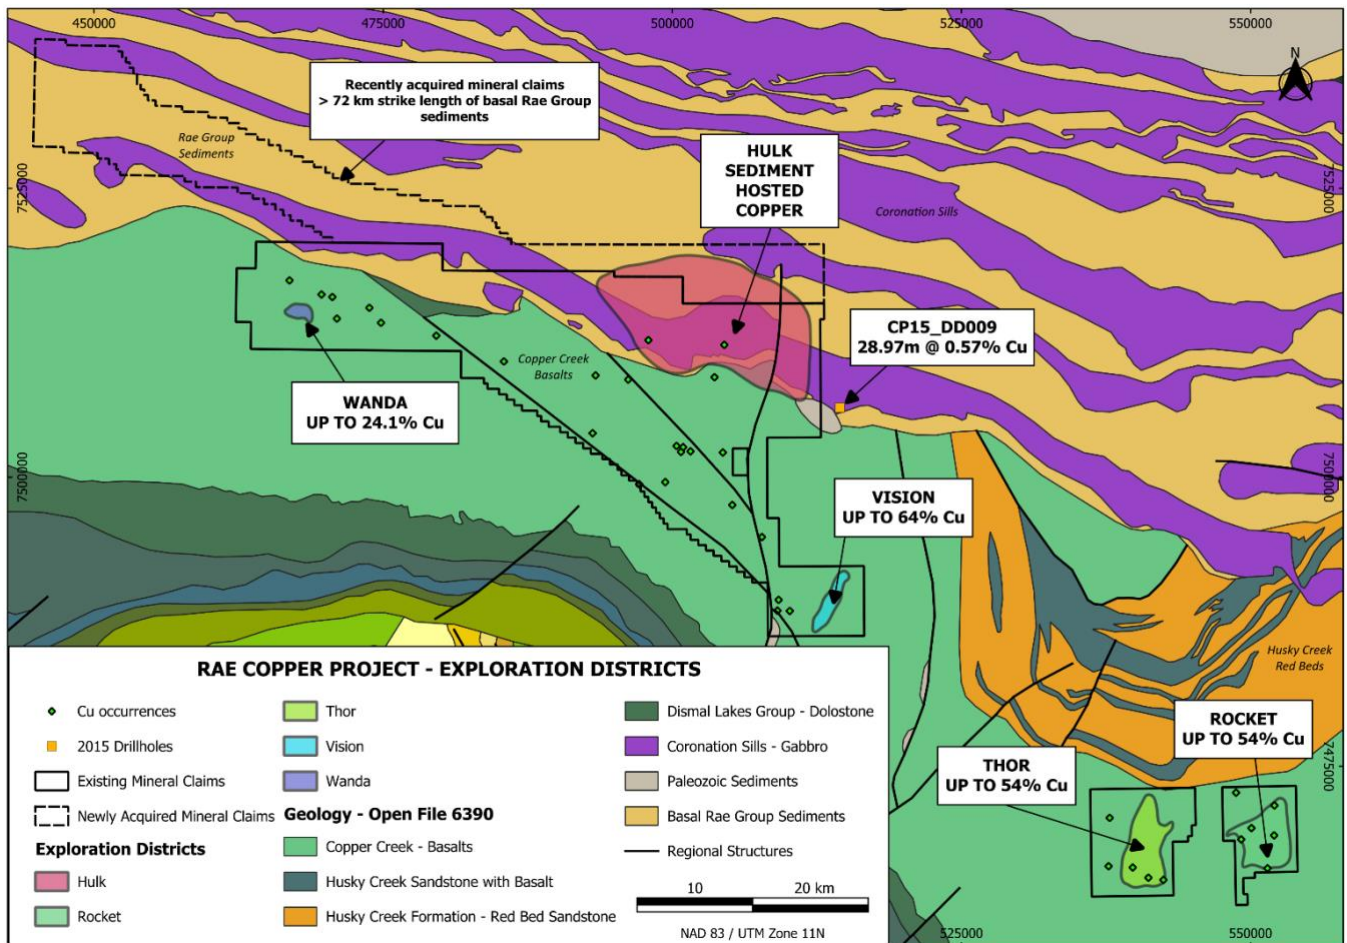 450000
475000
500000
525000
550000
N
Recently acquired mineral claims
> 72 km strike length of basal Rae Group
sediments
Rae Group
Sediments
HULK
SEDIMENT
HOSTED
COPPER
7525000
7525000
Coronation Sills
CP15_DD009
28.97m @ 0.57% Cu
Copper Creek
Basalts
WANDA
UP TO 24.1% Cu
7500000
7500000
VISION
UP TO 64% Cu
Husky Creek
Red Beds
ROCKET
UP TO 54% Cu
7475000
THOR
UP TO 54% Cu
RAE COPPER PROJECT - EXPLORATION DISTRICTS
Cu occurrences
2015 Drillholes
Existing Mineral Claims
Newly Acquired Mineral Claims
Exploration Districts
Hulk
Rocket
Thor
Vision
Wanda
Geology - Open File 6390
Copper Creek - Basalts
Husky Creek Sandstone with Basalt
Husky Creek Formation - Red Bed Sandstone
Dismal Lakes Group - Dolostone
Coronation Sills - Gabbro
Paleozoic Sediments
Basal Rae Group Sediments
Regional Structures
10 20 km
NAD 83 / UTM Zone 11N
525000
550000